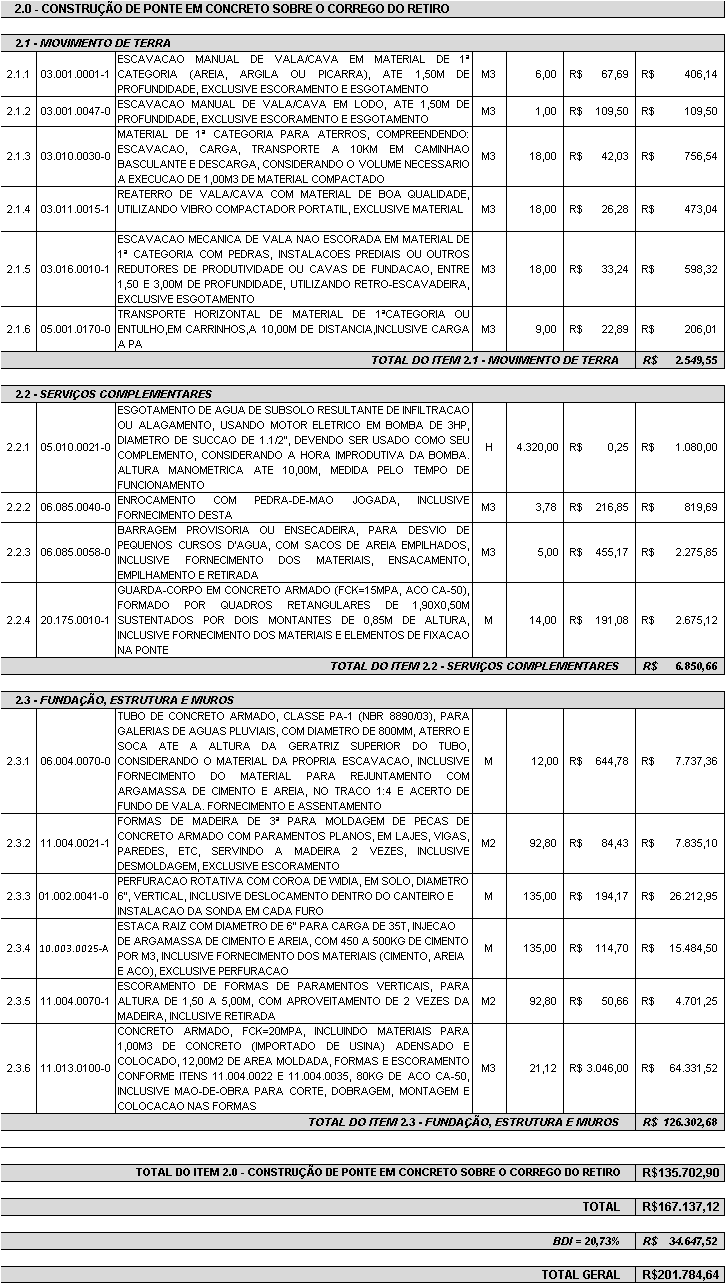 2.0 - CONSTRUÇÃO DE PONTE EM CONCRETO SOBRE O CORREGO DO RETIRO
2.1 - MOVIMENTO DE TERRA
2.1.1 03.001.0001-1 ESCAVACAO MANUAL DE VALA/CAVA EM MATERIAL DE 1ª
CATEGORIA (AREIA, ARGILA OU PICARRA), ATE 1,50M DE
PROFUNDIDADE, EXCLUSIVE ESCORAMENTO E ESGOTAMENTO M3 6,00 R$ 67,69 R$ 406,14
2.1.2 03.001.0047-0 ESCAVACAO MANUAL DE VALA/CAVA EM LODO, ATE 1,50M DE
PROFUNDIDADE, EXCLUSIVE ESCORAMENTO E ESGOTAMENTO M3 1,00 R$ 109,50 R$ 109,50
2.1.3 03.010.0030-0 MATERIAL DE 1ª CATEGORIA PARA ATERROS, COMPREENDENDO:
ESCAVACAO, CARGA, TRANSPORTE A 10KM EM CAMINHAO
BASCULANTE E DESCARGA, CONSIDERANDO O VOLUME NECESSARIO
A EXECUCAO DE 1,00M3 DE MATERIAL COMPACTADO M3 18,00 R$ 42,03 R$ 756,54
2.1.4 03.011.0015-1 REATERRO DE VALA/CAVA COM MATERIAL DE BOA QUALIDADE,
UTILIZANDO VIBRO COMPACTADOR PORTATIL, EXCLUSIVE MATERIAL M3 18,00 R$ 26,28 R$ 473,04
2.1.5 03.016.0010-1 ESCAVACAO MECANICA DE VALA NAO ESCORADA EM MATERIAL DE
1ª CATEGORIA COM PEDRAS, INSTALACOES PREDIAIS OU OUTROS
REDUTORES DE PRODUTIVIDADE OU CAVAS DE FUNDACAO, ENTRE
1,50 E 3,00M DE PROFUNDIDADE, UTILIZANDO RETRO-ESCAVADEIRA,
EXCLUSIVE ESGOTAMENTO M3 18,00 R$ 33,24 R$ 598,32
2.1.6 05.001.0170-0 TRANSPORTE HORIZONTAL DE MATERIAL DE 1ªCATEGORIA OU
ENTULHO,EM CARRINHOS,A 10,00M DE DISTANCIA,INCLUSIVE CARGA
A PA M3 9,00 R$ 22,89 R$ 206,01
TOTAL DO ITEM 2.1 - MOVIMENTO DE TERRA R$ 2.549,55
2.2 - SERVIÇOS COMPLEMENTARES
2.2.1 05.010.0021-0 ESGOTAMENTO DE AGUA DE SUBSOLO RESULTANTE DE INFILTRACAO
OU ALAGAMENTO, USANDO MOTOR ELETRICO EM BOMBA DE 3HP,
DIAMETRO DE SUCCAO DE 1.1/2", DEVENDO SER USADO COMO SEU
COMPLEMENTO, CONSIDERANDO A HORA IMPRODUTIVA DA BOMBA.
ALTURA MANOMETRICA ATE 10,00M, MEDIDA PELO TEMPO DE
FUNCIONAMENTO H 4.320,00 R$ 0,25 R$ 1.080,00
2.2.2 06.085.0040-0 ENROCAMENTO COM PEDRA-DE-MAO JOGADA, INCLUSIVE
FORNECIMENTO DESTA M3 3,78 R$ 216,85 R$ 819,69
2.2.3 06.085.0058-0 BARRAGEM PROVISORIA OU ENSECADEIRA, PARA DESVIO DE
PEQUENOS CURSOS D'AGUA, COM SACOS DE AREIA EMPILHADOS,
INCLUSIVE FORNECIMENTO DOS MATERIAIS, ENSACAMENTO,
EMPILHAMENTO E RETIRADA M3 5,00 R$ 455,17 R$ 2.275,85
2.2.4 20.175.0010-1 GUARDA-CORPO EM CONCRETO ARMADO (FCK=15MPA, ACO CA-50),
FORMADO POR QUADROS RETANGULARES DE 1,90X0,50M
SUSTENTADOS POR DOIS MONTANTES DE 0,85M DE ALTURA,
INCLUSIVE FORNECIMENTO DOS MATERIAIS E ELEMENTOS DE FIXACAO
NA PONTE M 14,00 R$ 191,08 R$ 2.675,12
TOTAL DO ITEM 2.2 - SERVIÇOS COMPLEMENTARES R$ 6.850,66
2.3 - FUNDAÇÃO, ESTRUTURA E MUROS
2.3.1 06.004.0070-0 TUBO DE CONCRETO ARMADO, CLASSE PA-1 (NBR 8890/03), PARA
GALERIAS DE AGUAS PLUVIAIS, COM DIAMETRO DE 800MM, ATERRO E
SOCA ATE A ALTURA DA GERATRIZ SUPERIOR DO TUBO,
CONSIDERANDO O MATERIAL DA PROPRIA ESCAVACAO, INCLUSIVE
FORNECIMENTO DO MATERIAL PARA REJUNTAMENTO COM
ARGAMASSA DE CIMENTO E AREIA, NO TRACO 1:4 E ACERTO DE
FUNDO DE VALA. FORNECIMENTO E ASSENTAMENTO M 12,00 R$ 644,78 R$ 7.737,36
2.3.2 11.004.0021-1 FORMAS DE MADEIRA DE 3ª PARA MOLDAGEM DE PECAS DE
CONCRETO ARMADO COM PARAMENTOS PLANOS, EM LAJES, VIGAS,
PAREDES, ETC, SERVINDO A MADEIRA 2 VEZES, INCLUSIVE
DESMOLDAGEM, EXCLUSIVE ESCORAMENTO M2 92,80 R$ 84,43 R$ 7.835,10
2.3.3 01.002.0041-0 PERFURACAO ROTATIVA COM COROA DE WIDIA, EM SOLO, DIAMETRO
6", VERTICAL, INCLUSIVE DESLOCAMENTO DENTRO DO CANTEIRO E
INSTALACAO DA SONDA EM CADA FURO M 135,00 R$ 194,17 R$ 26.212,95
2.3.4 10.003.0025-A ESTACA RAIZ COM DIAMETRO DE 6" PARA CARGA DE 35T, INJECAO
DE ARGAMASSA DE CIMENTO E AREIA, COM 450 A 500KG DE CIMENTO
POR M3, INCLUSIVE FORNECIMENTO DOS MATERIAIS (CIMENTO, AREIA
E ACO), EXCLUSIVE PERFURACAO M 135,00 R$ 114,70 R$ 15.484,50
2.3.5 11.004.0070-1 ESCORAMENTO DE FORMAS DE PARAMENTOS VERTICAIS, PARA
ALTURA DE 1,50 A 5,00M, COM APROVEITAMENTO DE 2 VEZES DA
MADEIRA, INCLUSIVE RETIRADA M2 92,80 R$ 50,66 R$ 4.701,25
2.3.6 11.013.0100-0 CONCRETO ARMADO, FCK=20MPA, INCLUINDO MATERIAIS PARA
1,00M3 DE CONCRETO (IMPORTADO DE USINA) ADENSADO E
COLOCADO, 12,00M2 DE AREA MOLDADA, FORMAS E ESCORAMENTO
CONFORME ITENS 11.004.0022 E 11.004.0035, 80KG DE ACO CA-50,
INCLUSIVE MAO-DE-OBRA PARA CORTE, DOBRAGEM, MONTAGEM E
COLOCACAO NAS FORMAS M3 21,12 R$ 3.046,00 R$ 64.331,52
TOTAL DO ITEM 2.3 - FUNDAÇÃO, ESTRUTURA E MUROS R$ 126.302,68
TOTAL DO ITEM 2.0 - CONSTRUÇÃO DE PONTE EM CONCRETO SOBRE O CORREGO DO RETIRO R$135.702,90
TOTAL R$167.137,12
BDI = 20,73% R$ 34.647,52
TOTAL GERAL R$201.784,64